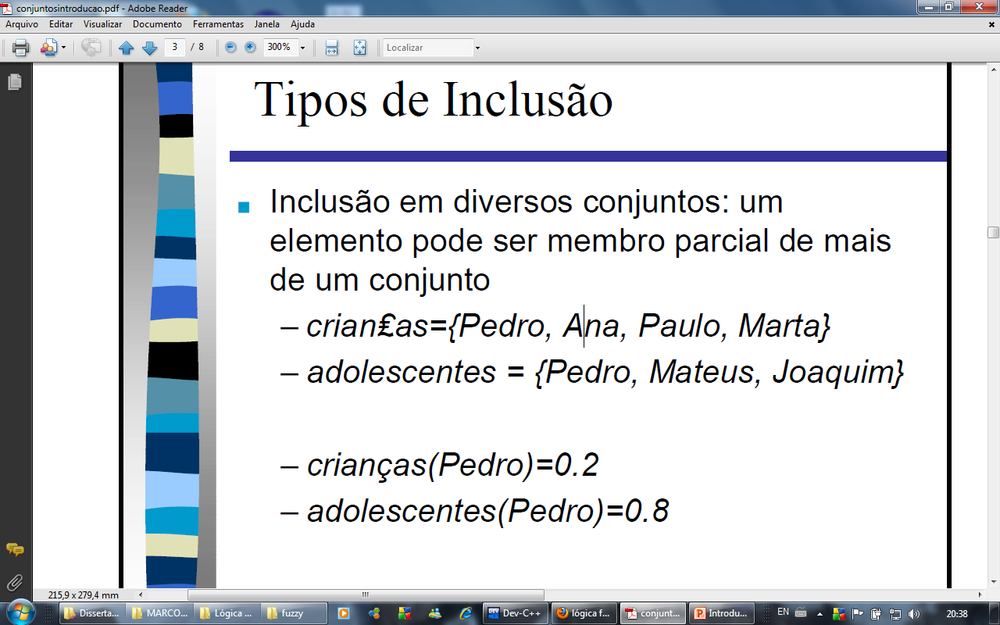 conjuntosintroducao.pdf - Adobe Reader
Arquivo Editar Visualizar Documento Ferramentas Janela Ajuda
3 / 8 300% Localizar
Tipos de Inclusão
Inclusão em diversos conjuntos: um
elemento pode ser membro parcial de mais
de um conjunto
– crian₤as={Pedro, Ana, Paulo, Marta}
– adolescentes = {Pedro, Mateus, Joaquim}
– crianças(Pedro)=0.2
– adolescentes(Pedro)=0.8
215,9 x 279,4 mm
Disserta... MARCO... Lógica ... fuzzy Dev-C++ lógica f... conjunt... Introdu... EN 20:38